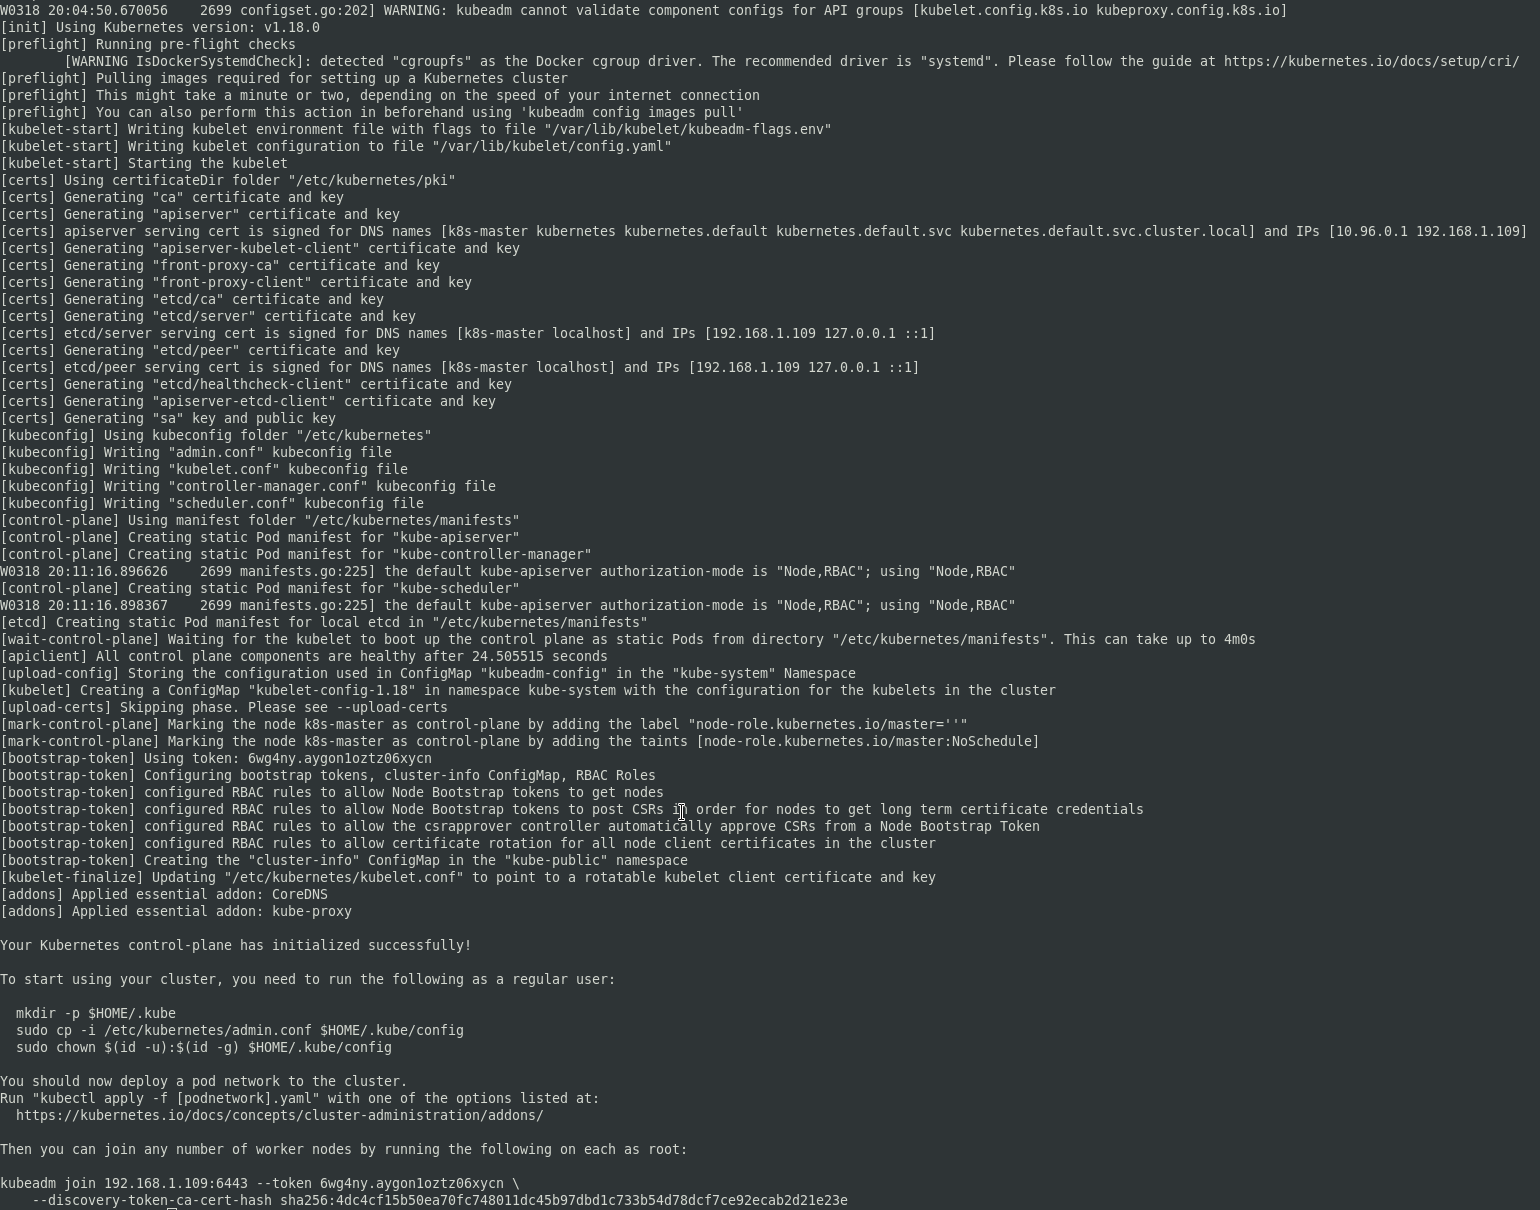 W0318 20:04:50.670056    2699 configset.go:202] WARNING: kubeadm cannot validate component configs for API groups [kubelet.config.k8s.io kubeproxy.config.k8s.io]
[init] Using Kubernetes version: v1.18.0
[preflight] Running pre-flight checks
        [WARNING IsDockerSystemdCheck]: detected "cgroupfs" as the Docker cgroup driver. The recommended driver is "systemd". Please follow the guide at https://kubernetes.io/docs/setup/cri/
[preflight] Pulling images required for setting up a Kubernetes cluster
[preflight] This might take a minute or two, depending on the speed of your internet connection
[preflight] You can also perform this action in beforehand using 'kubeadm config images pull'
[kubelet-start] Writing kubelet environment file with flags to file "/var/lib/kubelet/kubeadm-flags.env"
[kubelet-start] Writing kubelet configuration to file "/var/lib/kubelet/config.yaml"
[kubelet-start] Starting the kubelet
[certs] Using certificateDir folder "/etc/kubernetes/pki"
[certs] Generating "ca" certificate and key
[certs] Generating "apiserver" certificate and key
[certs] apiserver serving cert is signed for DNS names [k8s-master kubernetes kubernetes.default kubernetes.default.svc kubernetes.default.svc.cluster.local] and IPs [10.96.0.1 192.168.1.109]
[certs] Generating "apiserver-kubelet-client" certificate and key
[certs] Generating "front-proxy-ca" certificate and key
[certs] Generating "front-proxy-client" certificate and key
[certs] Generating "etcd/ca" certificate and key
[certs] Generating "etcd/server" certificate and key
[certs] etcd/server serving cert is signed for DNS names [k8s-master localhost] and IPs [192.168.1.109 127.0.0.1 ::1]
[certs] Generating "etcd/peer" certificate and key
[certs] etcd/peer serving cert is signed for DNS names [k8s-master localhost] and IPs [192.168.1.109 127.0.0.1 ::1]
[certs] Generating "etcd/healthcheck-client" certificate and key
[certs] Generating "apiserver-etcd-client" certificate and key
[certs] Generating "sa" key and public key
[kubeconfig] Using kubeconfig folder "/etc/kubernetes"
[kubeconfig] Writing "admin.conf" kubeconfig file
[kubeconfig] Writing "kubelet.conf" kubeconfig file
[kubeconfig] Writing "controller-manager.conf" kubeconfig file
[kubeconfig] Writing "scheduler.conf" kubeconfig file
[control-plane] Using manifest folder "/etc/kubernetes/manifests"
[control-plane] Creating static Pod manifest for "kube-apiserver"
[control-plane] Creating static Pod manifest for "kube-controller-manager"
W0318 20:11:16.896626    2699 manifests.go:225] the default kube-apiserver authorization-mode is "Node,RBAC"; using "Node,RBAC"
[control-plane] Creating static Pod manifest for "kube-scheduler"
W0318 20:11:16.898367    2699 manifests.go:225] the default kube-apiserver authorization-mode is "Node,RBAC"; using "Node,RBAC"
[etcd] Creating static Pod manifest for local etcd in "/etc/kubernetes/manifests"
[wait-control-plane] Waiting for the kubelet to boot up the control plane as static Pods from directory "/etc/kubernetes/manifests". This can take up to 4m0s
[apiclient] All control plane components are healthy after 24.505515 seconds
[upload-config] Storing the configuration used in ConfigMap "kubeadm-config" in the "kube-system" Namespace
[kubelet] Creating a ConfigMap "kubelet-config-1.18" in namespace kube-system with the configuration for the kubelets in the cluster
[upload-certs] Skipping phase. Please see --upload-certs
[mark-control-plane] Marking the node k8s-master as control-plane by adding the label "node-role.kubernetes.io/master=''"
[mark-control-plane] Marking the node k8s-master as control-plane by adding the taints [node-role.kubernetes.io/master:NoSchedule]
[bootstrap-token] Using token: 6wg4ny.aygon1oztz06xycn
[bootstrap-token] Configuring bootstrap tokens, cluster-info ConfigMap, RBAC Roles
[bootstrap-token] configured RBAC rules to allow Node Bootstrap tokens to get nodes
[bootstrap-token] configured RBAC rules to allow Node Bootstrap tokens to post CSRs in order for nodes to get long term certificate credentials
[bootstrap-token] configured RBAC rules to allow the csrapprover controller automatically approve CSRs from a Node Bootstrap Token
[bootstrap-token] configured RBAC rules to allow certificate rotation for all node client certificates in the cluster
[bootstrap-token] Creating the "cluster-info" ConfigMap in the "kube-public" namespace
[kubelet-finalize] Updating "/etc/kubernetes/kubelet.conf" to point to a rotatable kubelet client certificate and key
[addons] Applied essential addon: CoreDNS
[addons] Applied essential addon: kube-proxy

Your Kubernetes control-plane has initialized successfully!

To start using your cluster, you need to run the following as a regular user:

  mkdir -p $HOME/.kube
  sudo cp -i /etc/kubernetes/admin.conf $HOME/.kube/config
  sudo chown $(id -u):$(id -g) $HOME/.kube/config

You should now deploy a pod network to the cluster.
Run "kubectl apply -f [podnetwork].yaml" with one of the options listed at:
  https://kubernetes.io/docs/concepts/cluster-administration/addons/

Then you can join any number of worker nodes by running the following on each as root:

kubeadm join 192.168.1.109:6443 --token 6wg4ny.aygon1oztz06xycn \
    --discovery-token-ca-cert-hash sha256:4dc4cf15b50ea70fc748011dc45b97dbd1c733b54d78dcf7ce92ecab2d21e23e